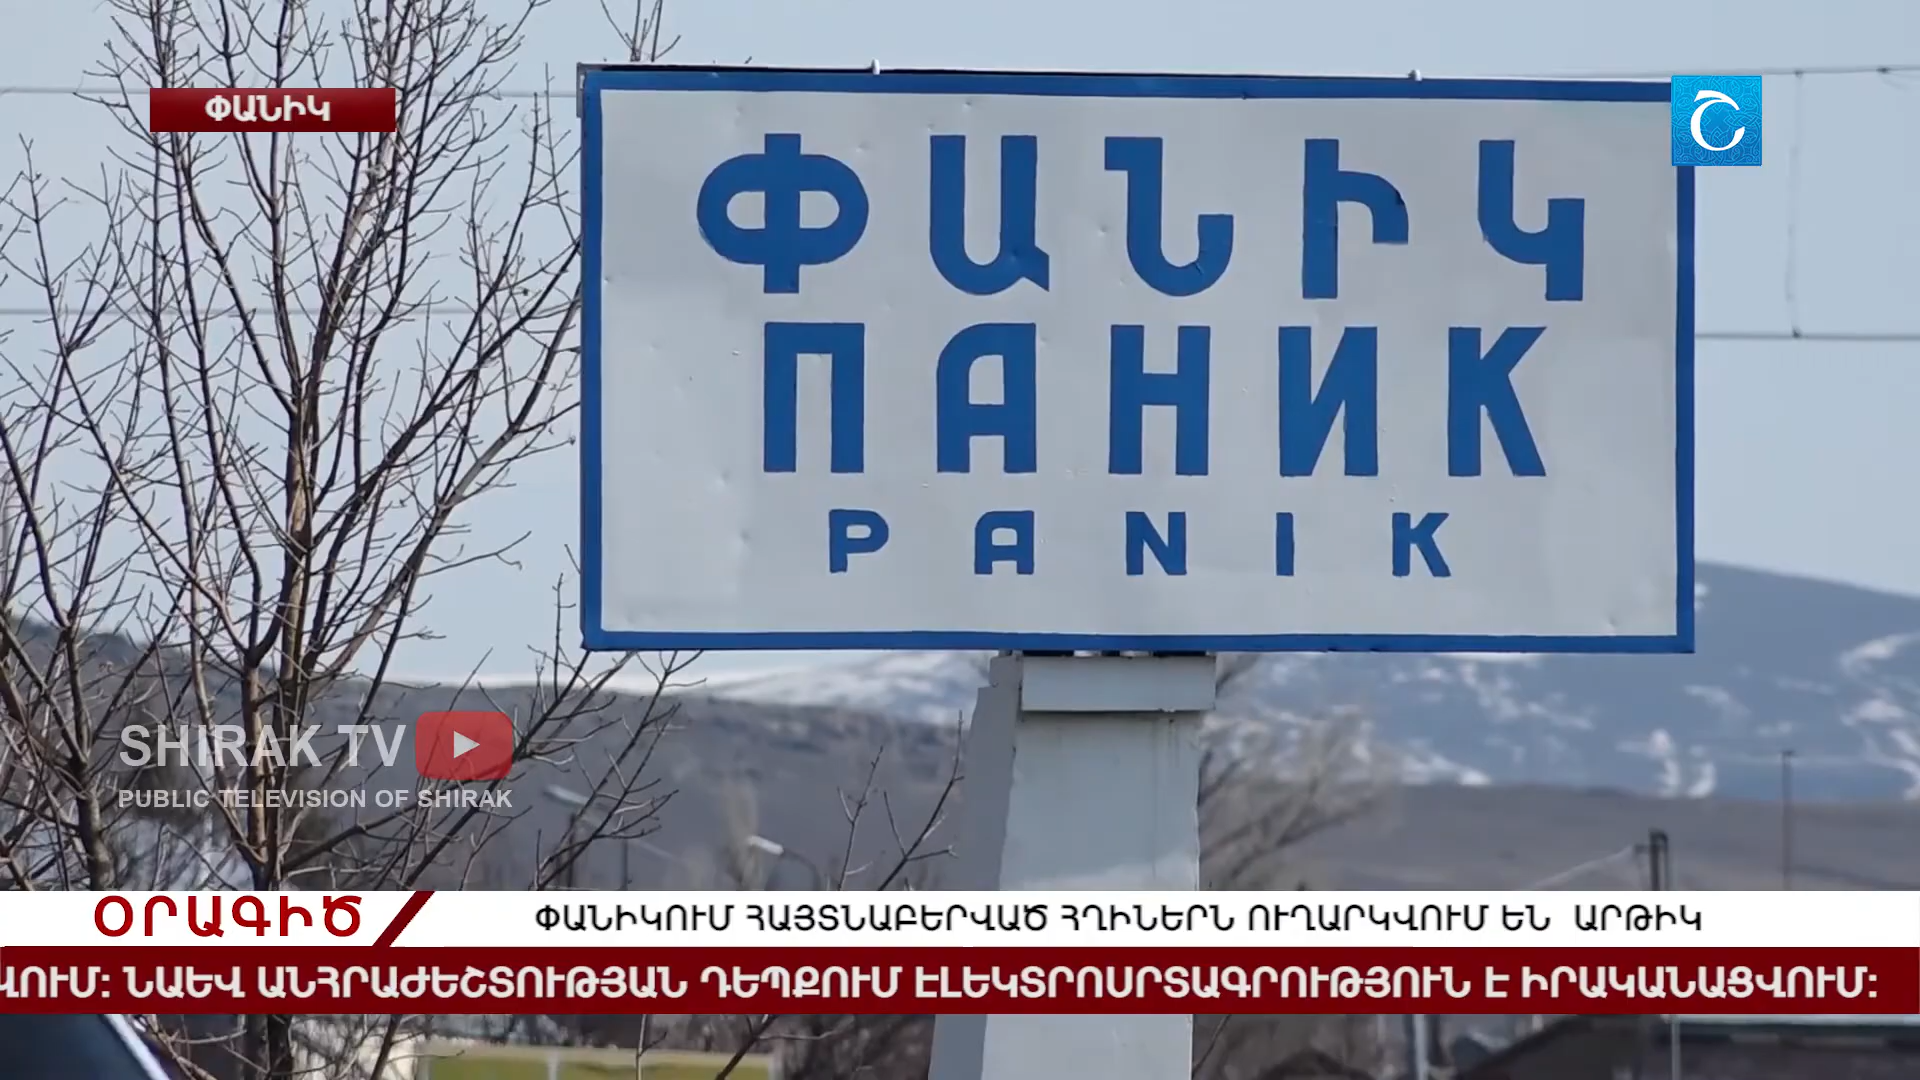 ՓԱՆԻԿ
ՓԱՆԻԿ
ПАНИК
PANIK
SHIRAK TV
PUBLIC TELEVISION OF SHIRAK
ՕՐԱԳԻԾ
ՓԱՆԻԿՈՒՄ ՀԱՅՏՆԱԲԵՐՎԱԾ ՀՂԻՆԵՐՆ ՈՒՂԱՐԿՎՈՒՄ ԵՆ ԱՐԹԻԿ
ՎՈՒՄ: ՆԱԵՎ ԱՆՀՐԱԺԵՇՏՈՒԹՅԱՆ ԴԵՊՔՈՒՄ ԷԼԵԿՏՐՈՍՐՏԱԳՐՈՒԹՅՈՒՆ Է ԻՐԱԿԱՆԱՑՎՈՒՄ: